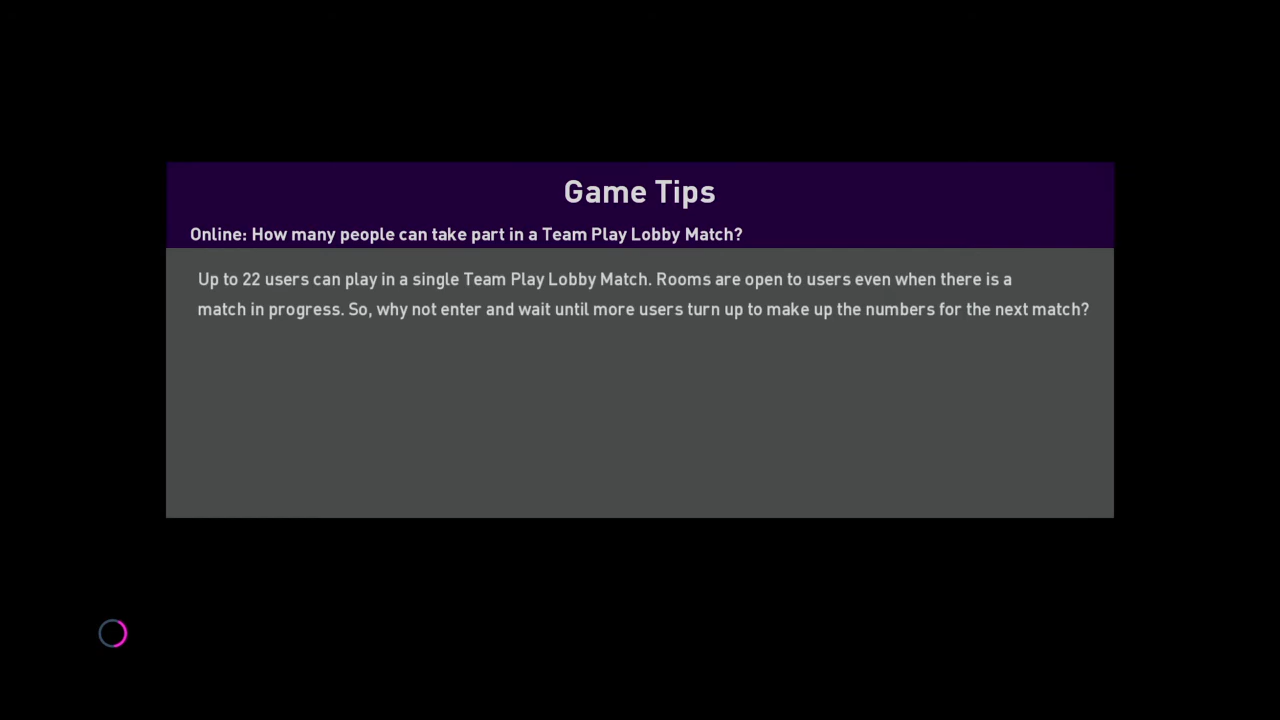 Game Tips
Online: How many people can take part in a Team Play Lobby Match?
Up to 22 users can play in a single Team Play Lobby Match. Rooms are open to users even when there is a
match in progress. So, why not enter and wait until more users turn up to make up the numbers for the next match?